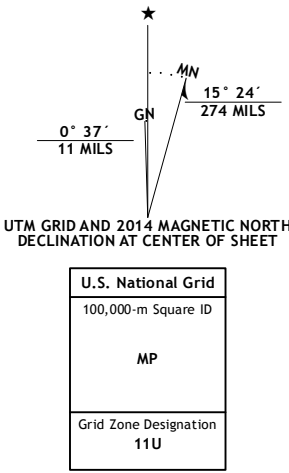 ★
MN
GN
15° 24´
274 MILS
0° 37´
11 MILS
UTM GRID AND 2014 MAGNETIC NORTH
DECLINATION AT CENTER OF SHEET
U.S. National Grid
100,000-m Square ID
MP
Grid Zone Designation
11U